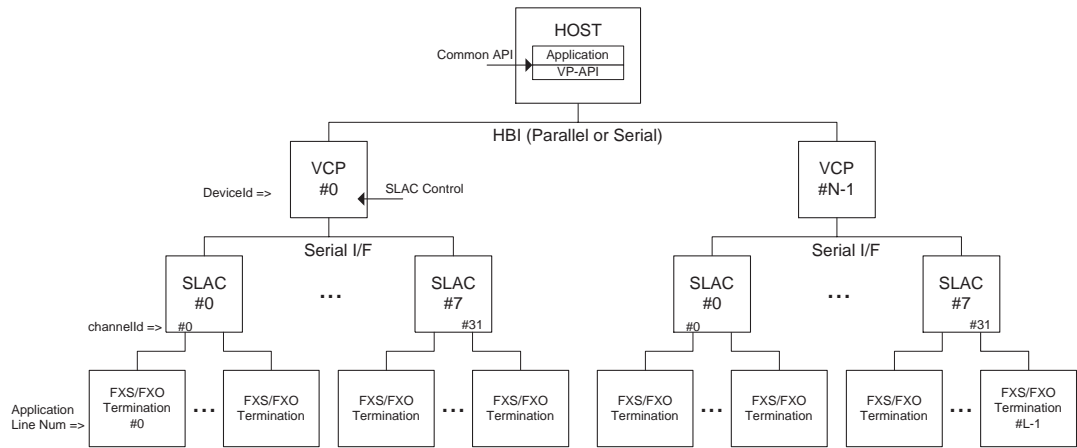 HOST
Common API
Application
VP-API
HBI (Parallel or Serial)
VCP
#0
VCP
#N-1
DeviceId =>
SLAC Control
Serial I/F
Serial I/F
SLAC
#0
...
SLAC
#7
SLAC
#0
...
SLAC
#7
channelId =>
#0
#31
#0
#31
Application
Line Num =>
FXS/FXO
Termination
#0
...
FXS/FXO
Termination
FXS/FXO
Termination
...
FXS/FXO
Termination
FXS/FXO
Termination
...
FXS/FXO
Termination
FXS/FXO
Termination
...
FXS/FXO
Termination
#L-1